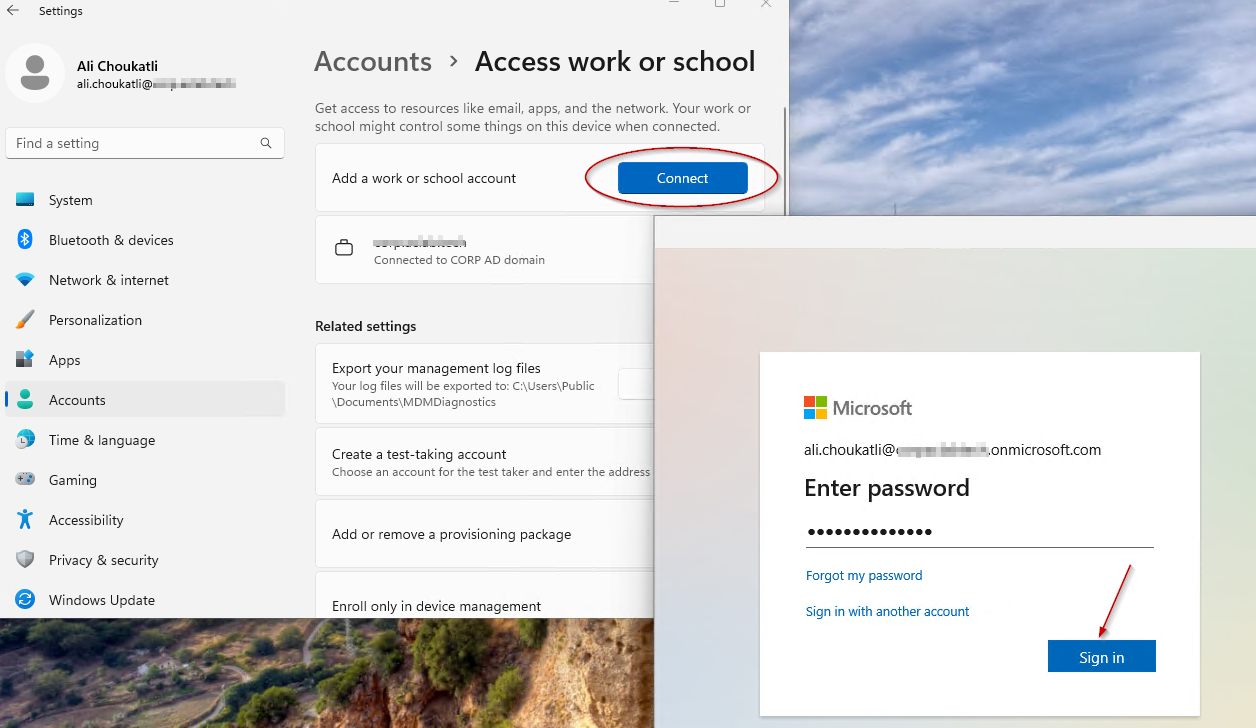 Settings
Ali Choukatli
ali.choukatli@
Find a setting
System
Bluetooth & devices
Network & internet
Personalization
Apps
Accounts
Time & language
Gaming
Accessibility
Privacy & security
Windows Update
Accounts › Access work or school
Get access to resources like email, apps, and the network. Your work or
school might control some things on this device when connected.
Add a work or school account
Connect
Connected to CORP AD domain
Related settings
Export your management log files
Your log files will be exported to: C:\Users\Public
\Documents\MDMDiagnostics
Create a test-taking account
Choose an account for the test taker and enter the address
Add or remove a provisioning package
Enroll only in device management
Microsoft
ali.choukatli@ .onmicrosoft.com
Enter password
Forgot my password
Sign in with another account
Sign in